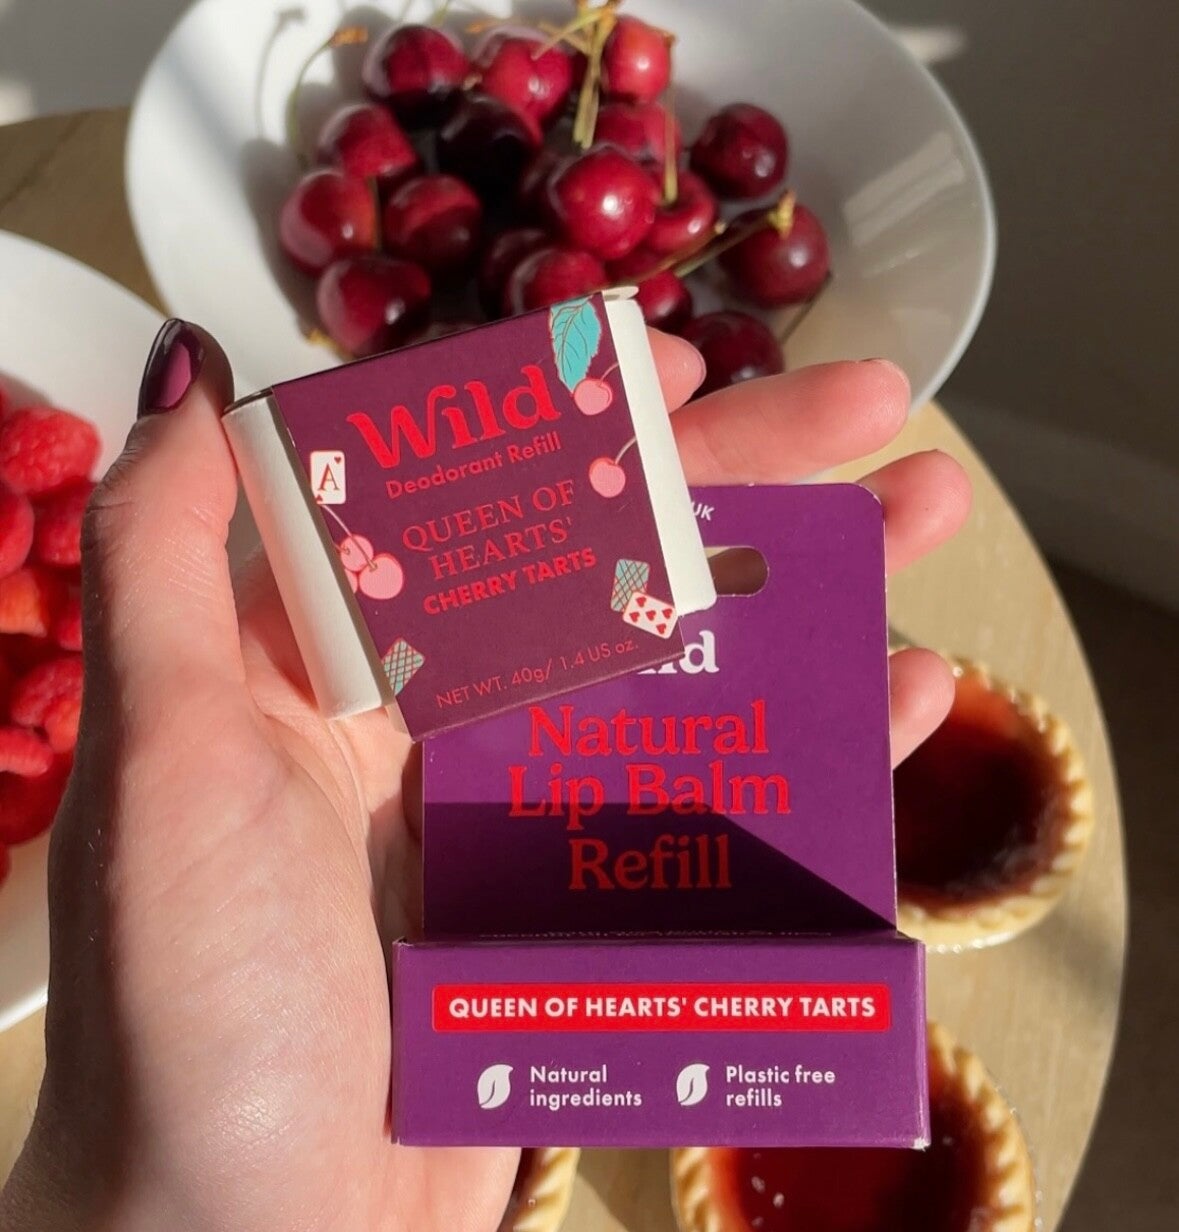 Wild
Deodorant Refill
QUEEN OF
HEARTS'
CHERRY TARTS
NET WT. 40g/ 1.4 US oz.
A
UK
Natural
Lip Balm
Refill
QUEEN OF HEARTS' CHERRY TARTS
Natural
ingredients
Plastic free
refills